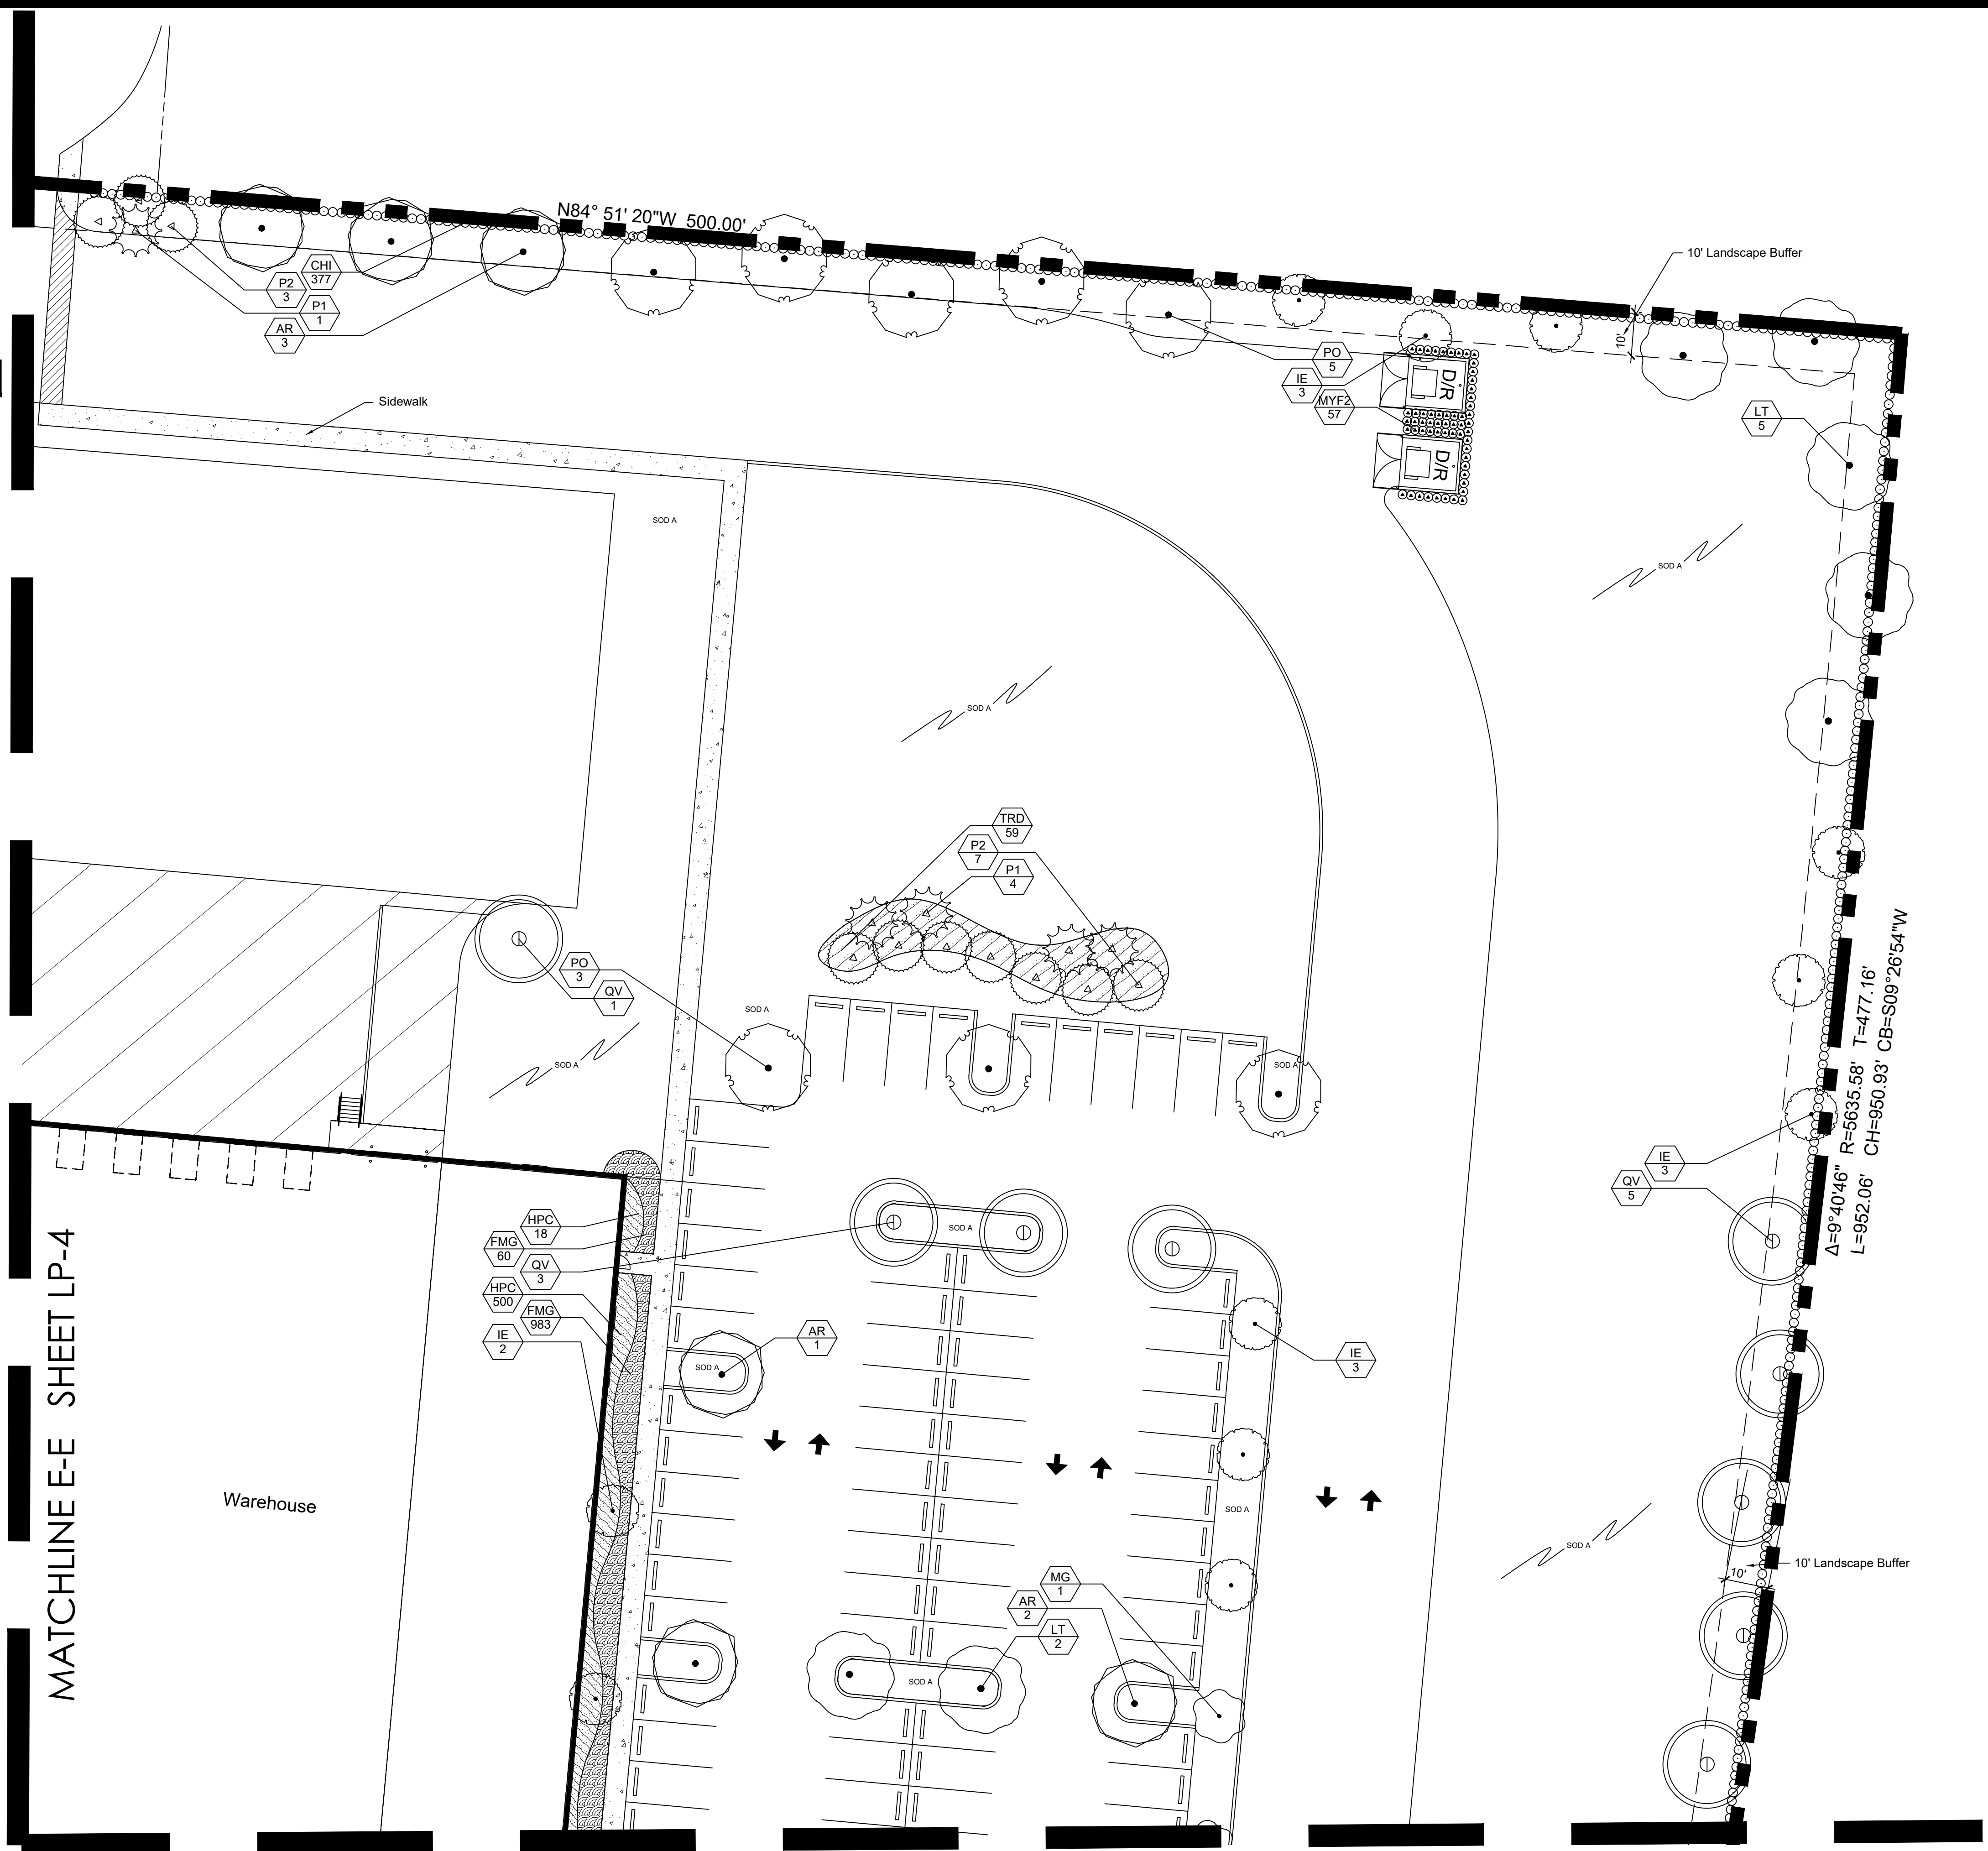 N84° 51' 20"W  500.00'
10' Landscape Buffer
10'
CHI
377
P2
3
P1
1
AR
3
PO
5
IE
3
MYF2
57
D/R
D/R
LT
5
Sidewalk
SOD A
SOD A
SOD A
TRD
59
P2
7
P1
4
PO
3
QV
1
SOD A
SOD A
SOD A
Δ=9°40'46"  R=5635.58'  T=477.16'
L=952.06'  CH=950.93'  CB=S09°26'54"W
IE
3
QV
5
HPC
18
FMG
60
QV
3
HPC
500
FMG
983
IE
2
SOD A
AR
1
SOD A
IE
3
MATCHLINE E-E  SHEET LP-4
Warehouse
SOD A
SOD A
10' Landscape Buffer
10'
MG
1
AR
2
LT
2
SOD A